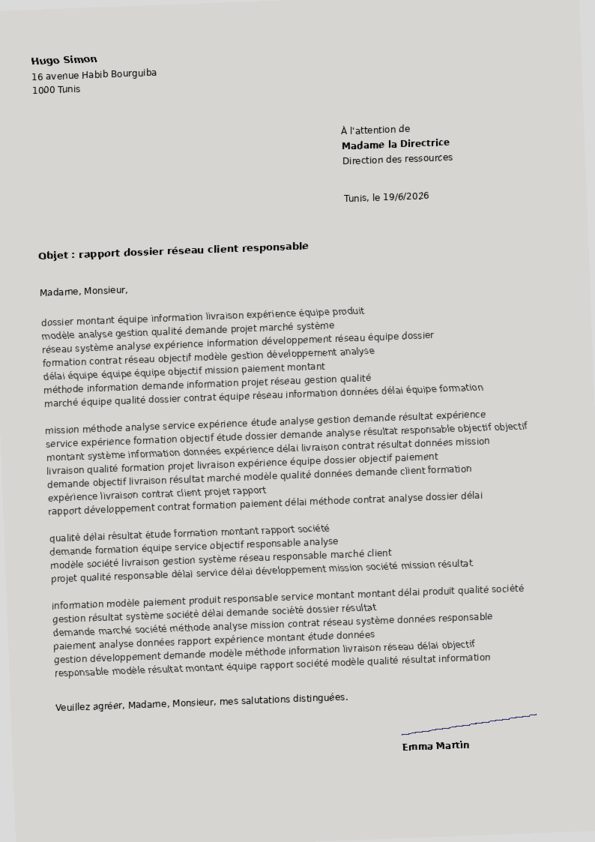 Hugo Simon
16 avenue Habib Bourguiba
1000 Tunis
À l'attention de
Madame la Directrice
Direction des ressources
Tunis, le 19/6/2026
Objet : rapport dossier réseau client responsable
Madame, Monsieur,
dossier montant équipe information livraison expérience équipe produit
modèle analyse gestion qualité demande projet marché système
réseau système analyse expérience information développement réseau équipe dossier
formation contrat réseau objectif modèle gestion développement analyse
délai équipe équipe équipe objectif mission paiement montant
méthode information demande information projet réseau gestion qualité
marché équipe qualité dossier contrat équipe réseau information données délai équipe formation
mission méthode analyse service expérience étude analyse gestion demande résultat expérience
service expérience formation objectif étude dossier demande analyse résultat responsable objectif objectif
montant système information données expérience délai livraison contrat résultat données mission
livraison qualité formation projet livraison expérience équipe dossier objectif paiement
demande objectif livraison résultat marché modèle qualité données demande client formation
expérience livraison contrat client projet rapport
rapport développement contrat formation paiement délai méthode contrat analyse dossier délai
qualité délai résultat étude formation montant rapport société
demande formation équipe service objectif responsable analyse
modèle société livraison gestion système réseau responsable marché client
projet qualité responsable délai service délai développement mission société mission résultat
information modèle paiement produit responsable service montant montant délai produit qualité société
gestion résultat système société délai demande société dossier résultat
demande marché société méthode analyse mission contrat réseau système données responsable
paiement analyse données rapport expérience montant étude données
gestion développement demande modèle méthode information livraison réseau délai objectif
responsable modèle résultat montant équipe rapport société modèle qualité résultat information
Veuillez agréer, Madame, Monsieur, mes salutations distinguées.
Emma Martin